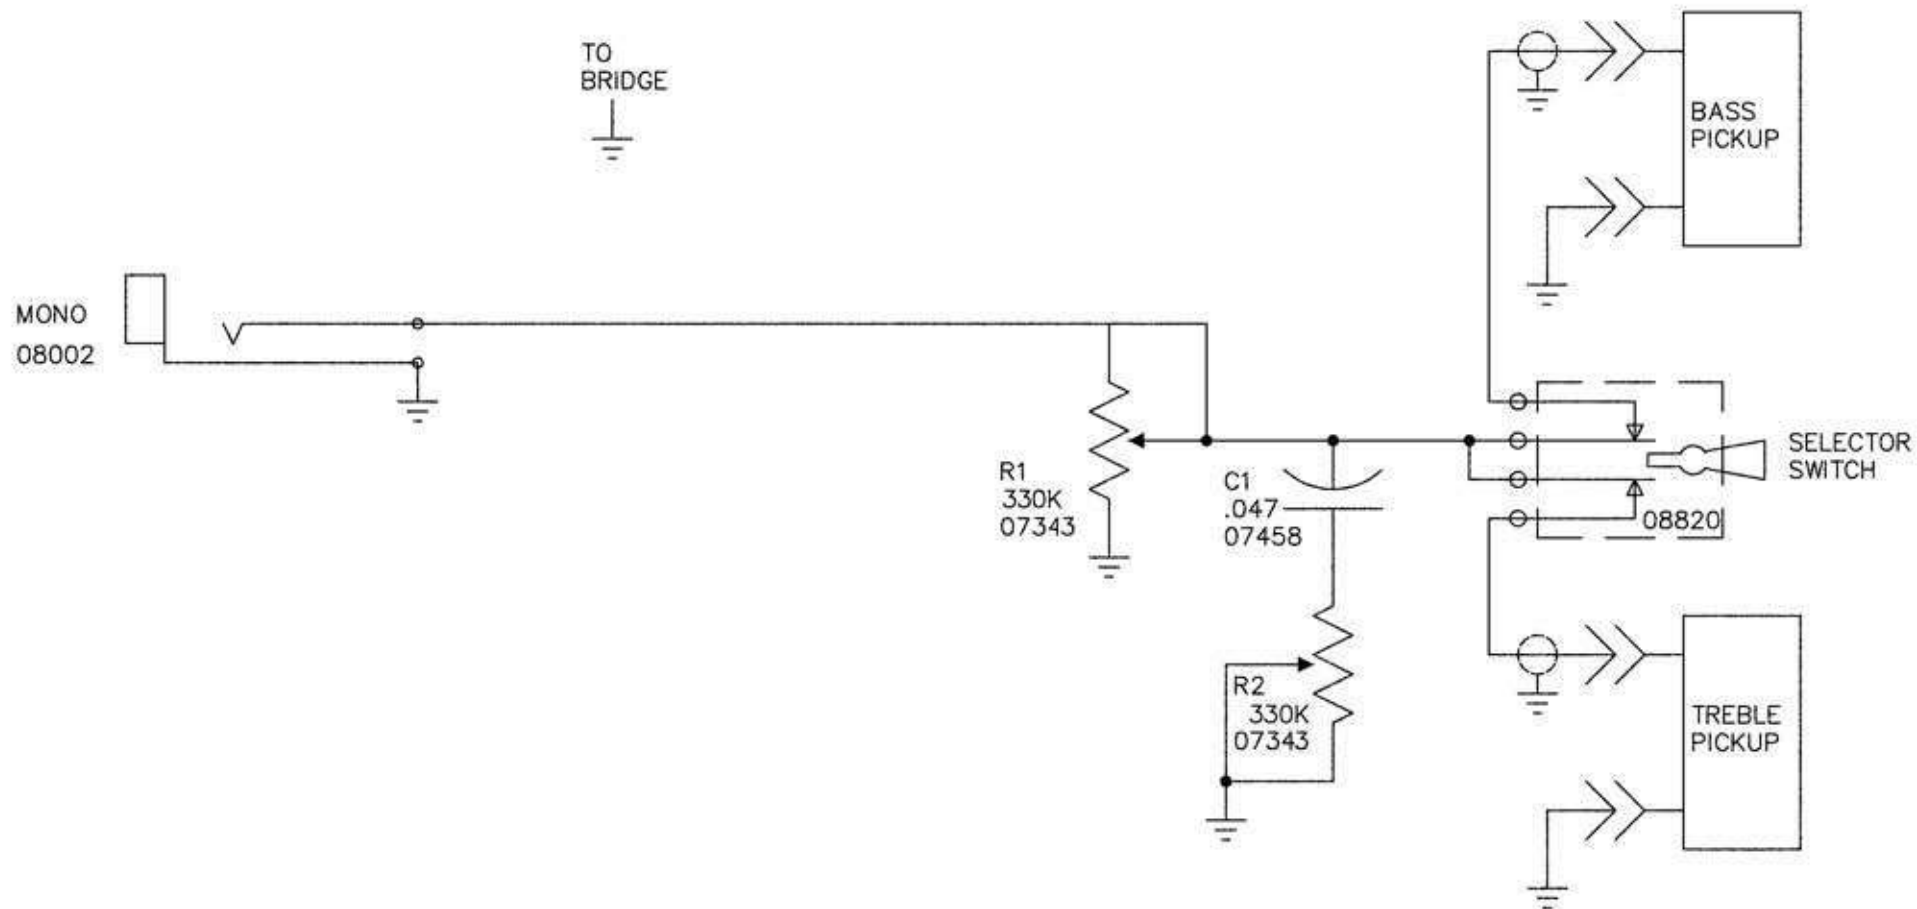 TO
BRIDGE
BASS
PICKUP
MONO
08002
R1
330K
07343
C1
.047
07458
SELECTOR
SWITCH
08820
R2
330K
07343
TREBLE
PICKUP